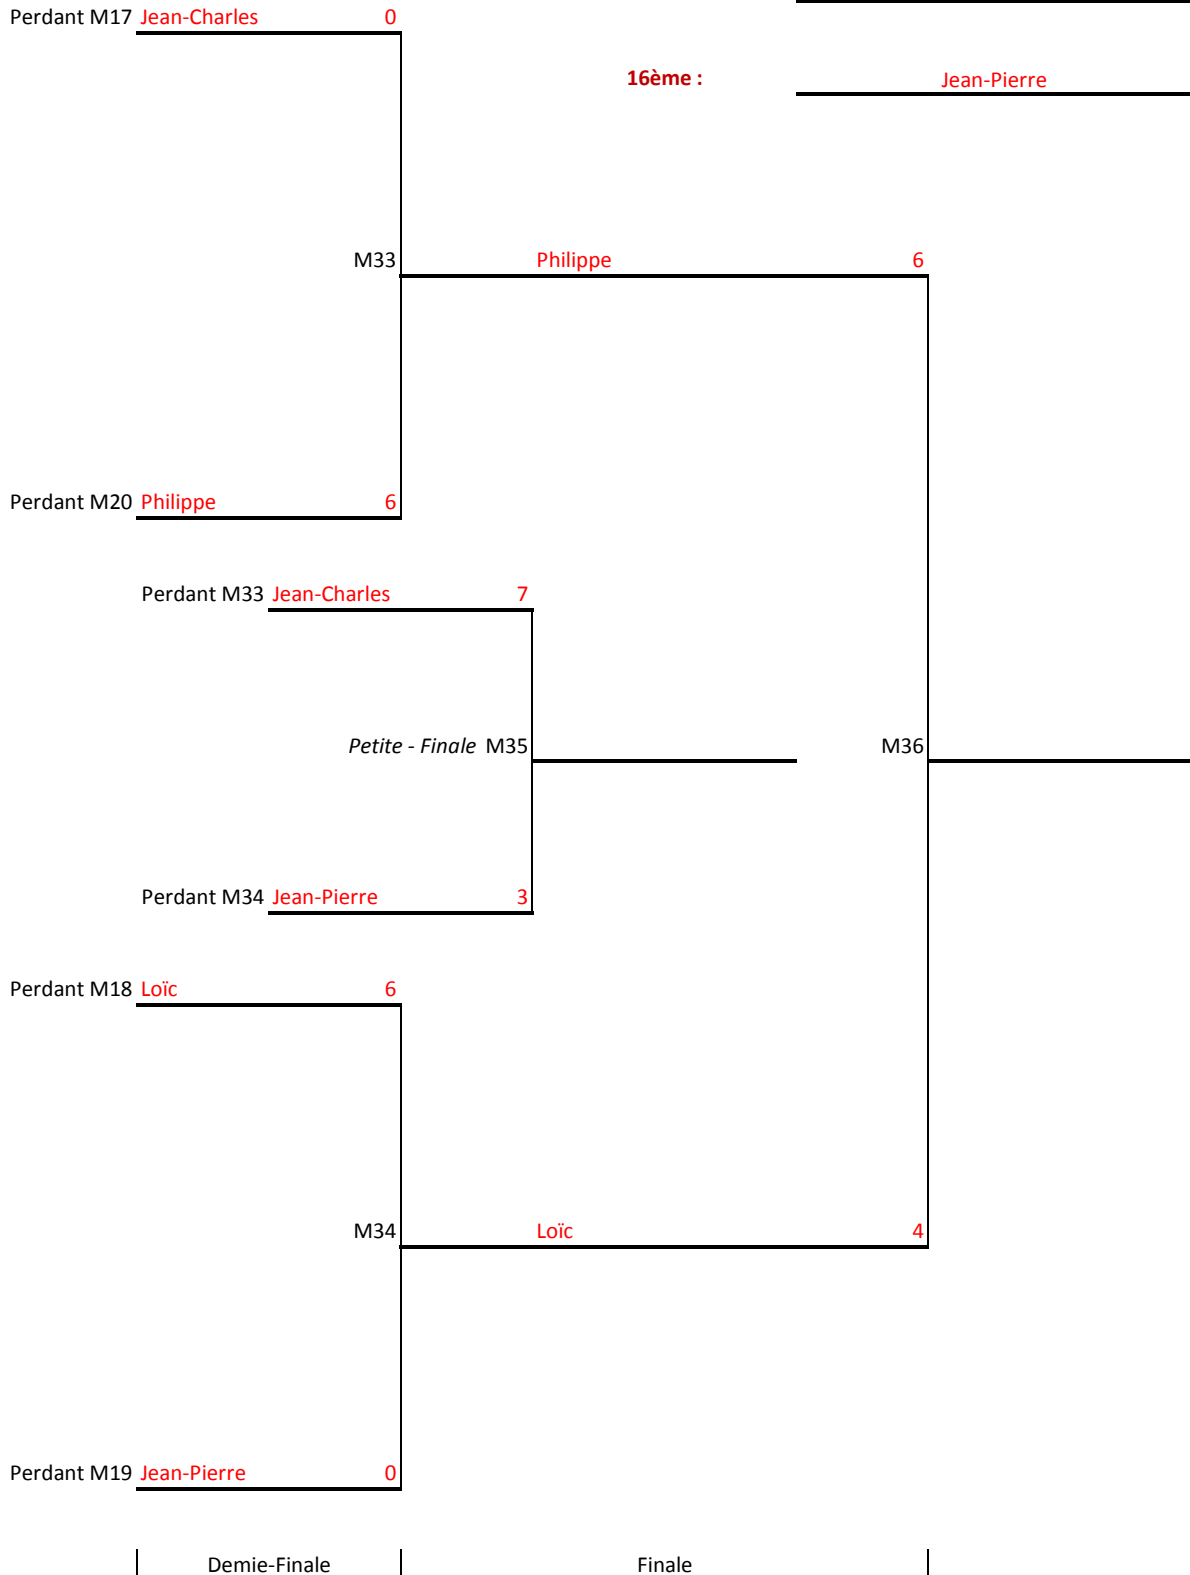 Perdant M17 Jean-Charles 0
16ème : Jean-Pierre
M33 Philippe 6
Perdant M20 Philippe 6
Perdant M33 Jean-Charles 7
Petite - Finale M35 M36
Perdant M34 Jean-Pierre 3
Perdant M18 Loïc 6
M34 Loïc 4
Perdant M19 Jean-Pierre 0
Demie-Finale Finale